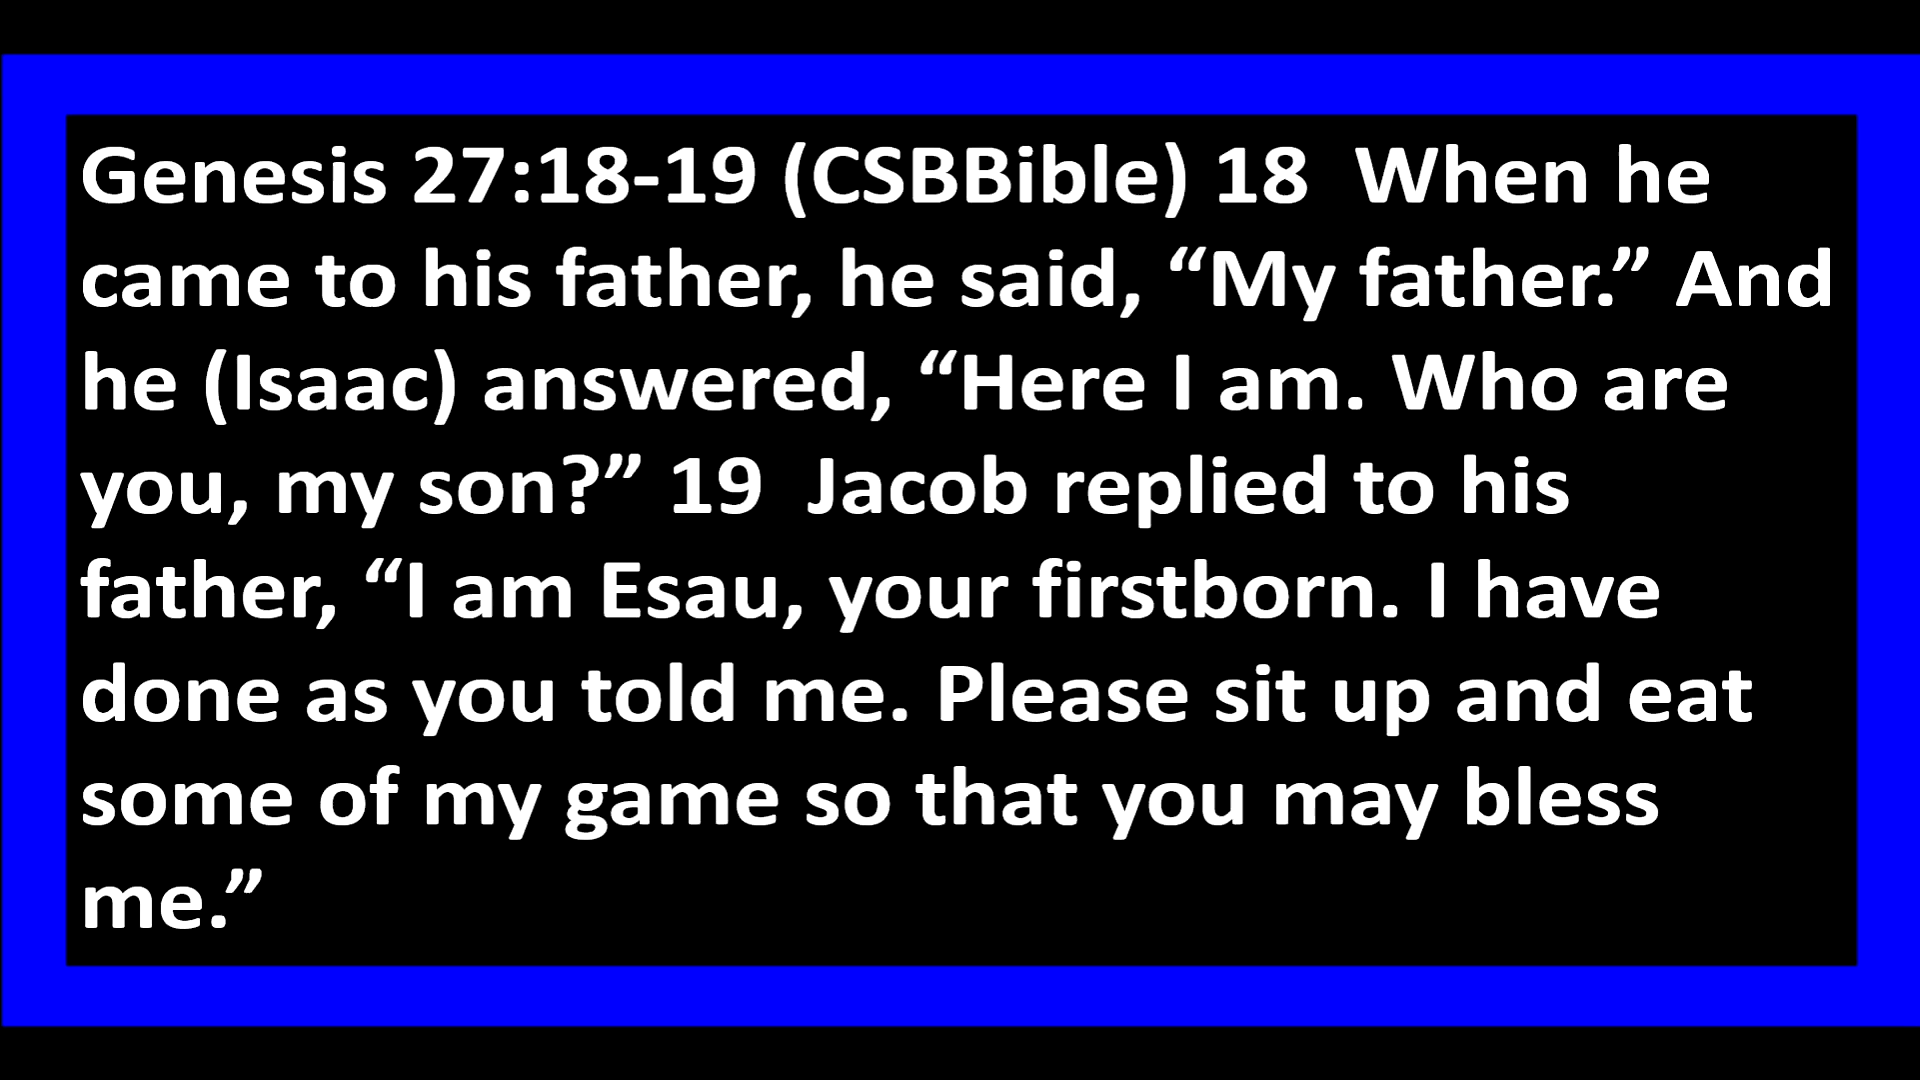 Genesis 27:18-19 (CSBBible) 18  When he
came to his father, he said, “My father.” And
he (Isaac) answered, “Here I am. Who are
you, my son?” 19  Jacob replied to his
father, “I am Esau, your firstborn. I have
done as you told me. Please sit up and eat
some of my game so that you may bless
me.”